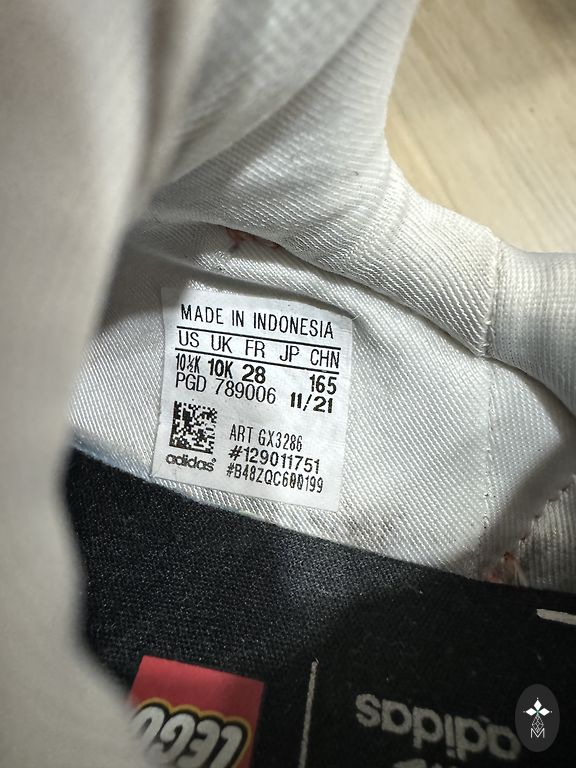 MADE IN INDONESIA
US UK FR JP CHN
10½K 10K 28 165
PGD 789006 11/21
ART GX3286
#129011751
#B48ZQC600199
adidas
LEGO
adidas
M